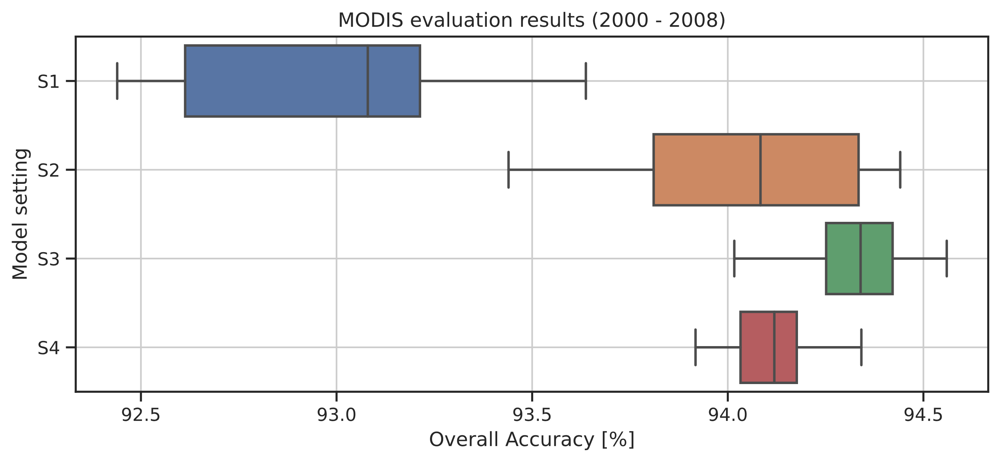 MODIS evaluation results (2000 - 2008)
Model setting
S1
S2
S3
S4
92.5 93.0 93.5 94.0 94.5
Overall Accuracy [%]